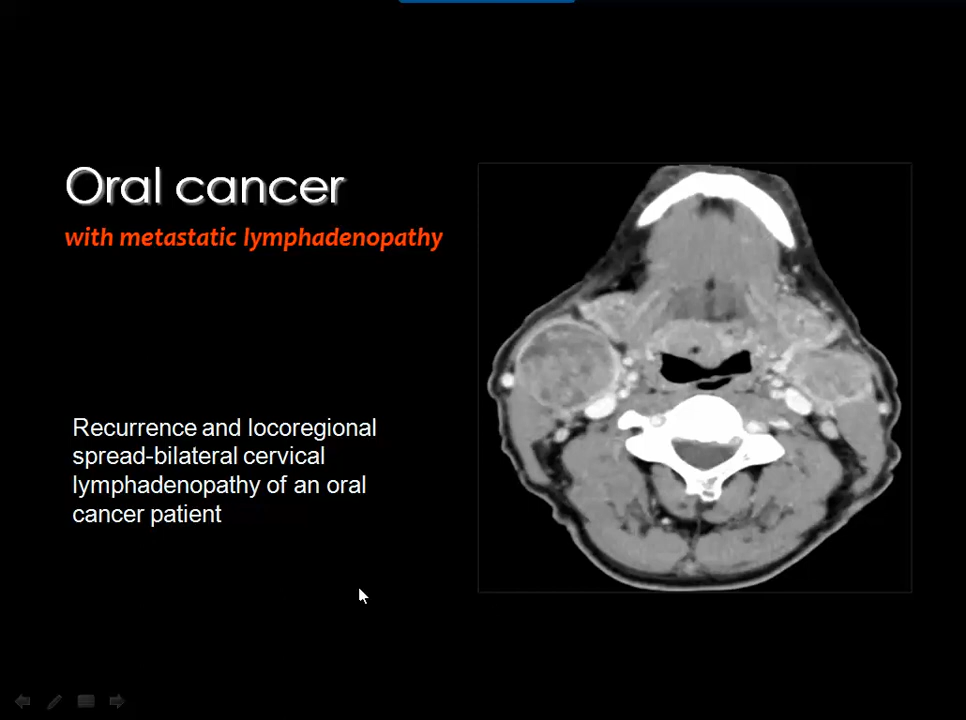 Oral cancer
with metastatic lymphadenopathy
Recurrence and locoregional
spread-bilateral cervical
lymphadenopathy of an oral
cancer patient